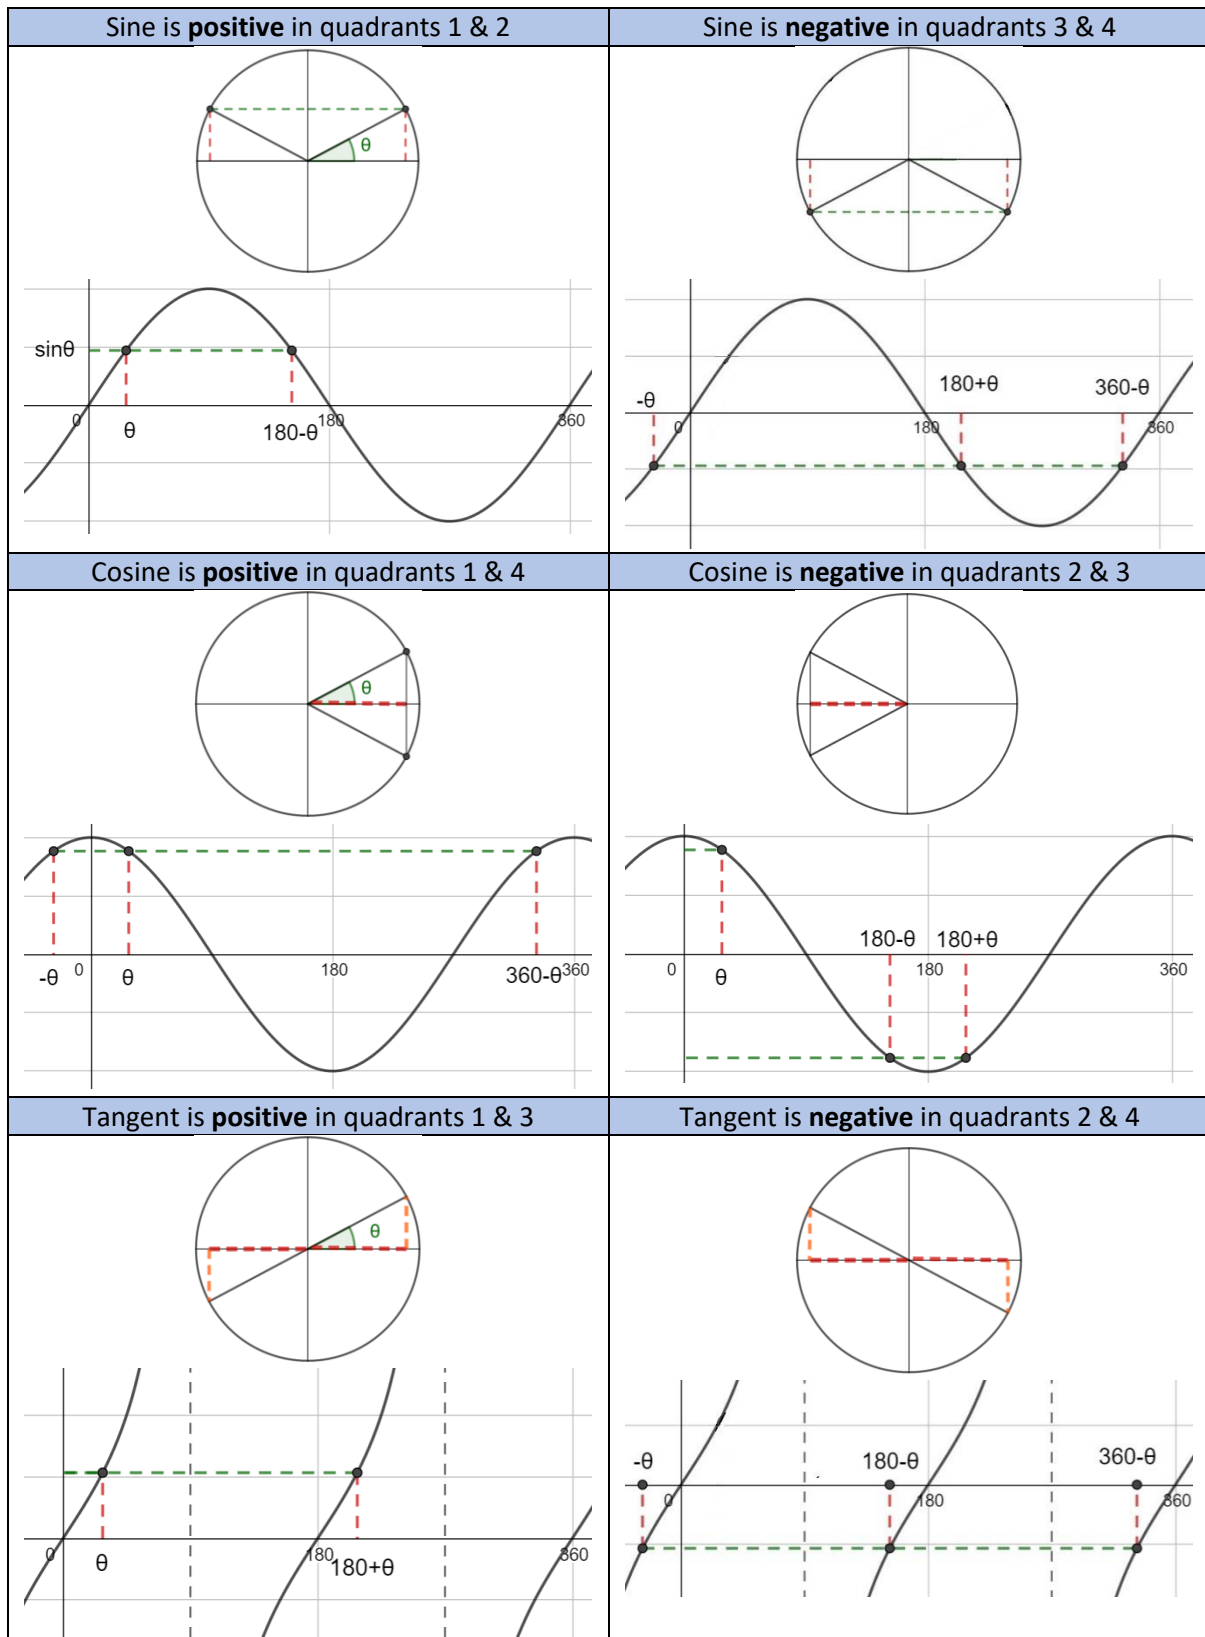 Sine is positive in quadrants 1 & 2
Sine is negative in quadrants 3 & 4
θ
sinθ
0
θ
180-θ
180
360
-θ
0
180
180+θ
360-θ
360
Cosine is positive in quadrants 1 & 4
Cosine is negative in quadrants 2 & 3
θ
-θ
0
θ
180
360-θ
360
0
θ
180-θ
180+θ
180
360
Tangent is positive in quadrants 1 & 3
Tangent is negative in quadrants 2 & 4
θ
0
θ
180
180+θ
360
-θ
0
180-θ
180
360-θ
360